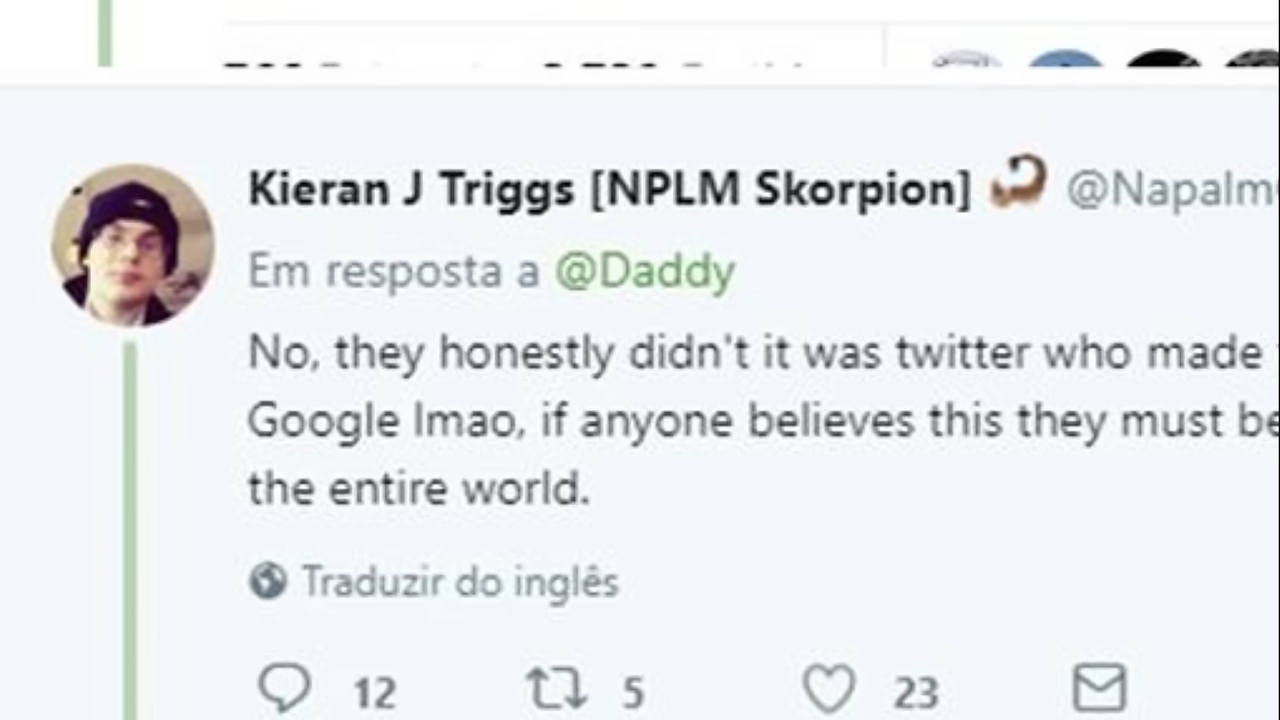 Kieran J Triggs [NPLM Skorpion] @Napalm
Em resposta a @Daddy
No, they honestly didn't it was twitter who made
Google lmao, if anyone believes this they must be
the entire world.
Traduzir do inglês
12 5 23